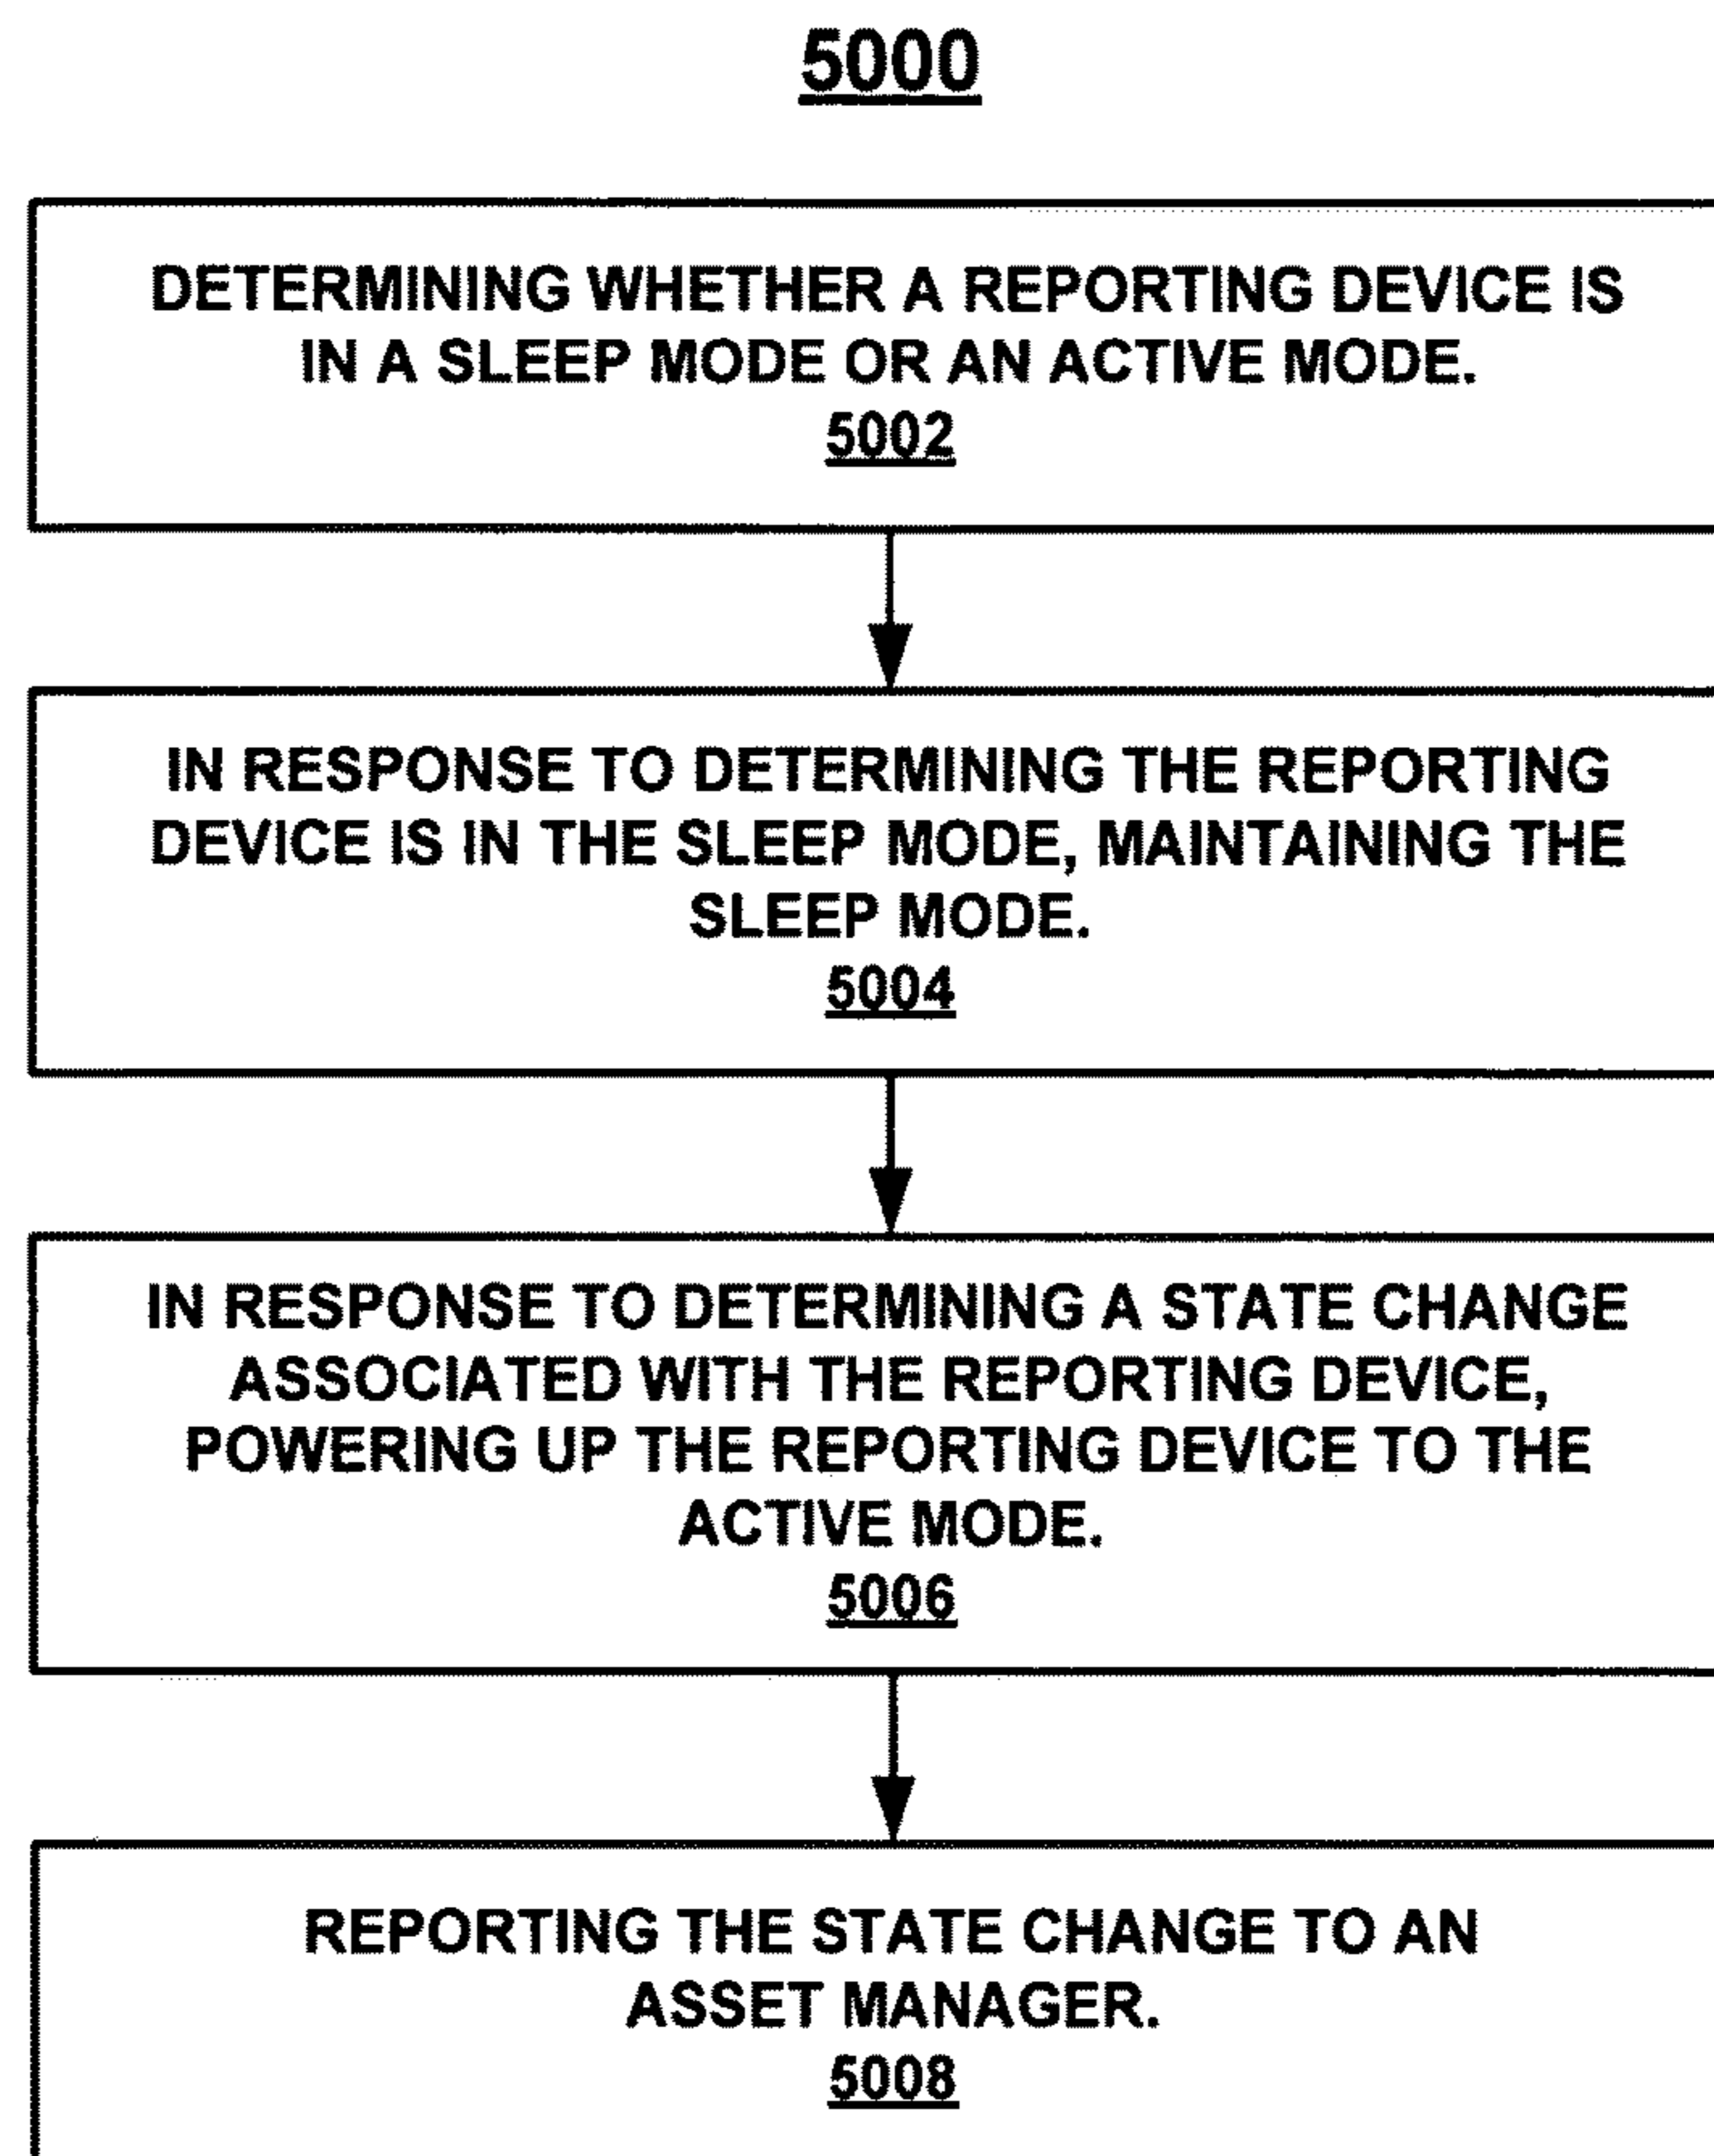 5000
DETERMINING WHETHER A REPORTING DEVICE IS
IN A SLEEP MODE OR AN ACTIVE MODE.
5002
IN RESPONSE TO DETERMINING THE REPORTING
DEVICE IS IN THE SLEEP MODE, MAINTAINING THE
SLEEP MODE.
5004
IN RESPONSE TO DETERMINING A STATE CHANGE
ASSOCIATED WITH THE REPORTING DEVICE,
POWERING UP THE REPORTING DEVICE TO THE
ACTIVE MODE.
5006
REPORTING THE STATE CHANGE TO AN
ASSET MANAGER.
5008